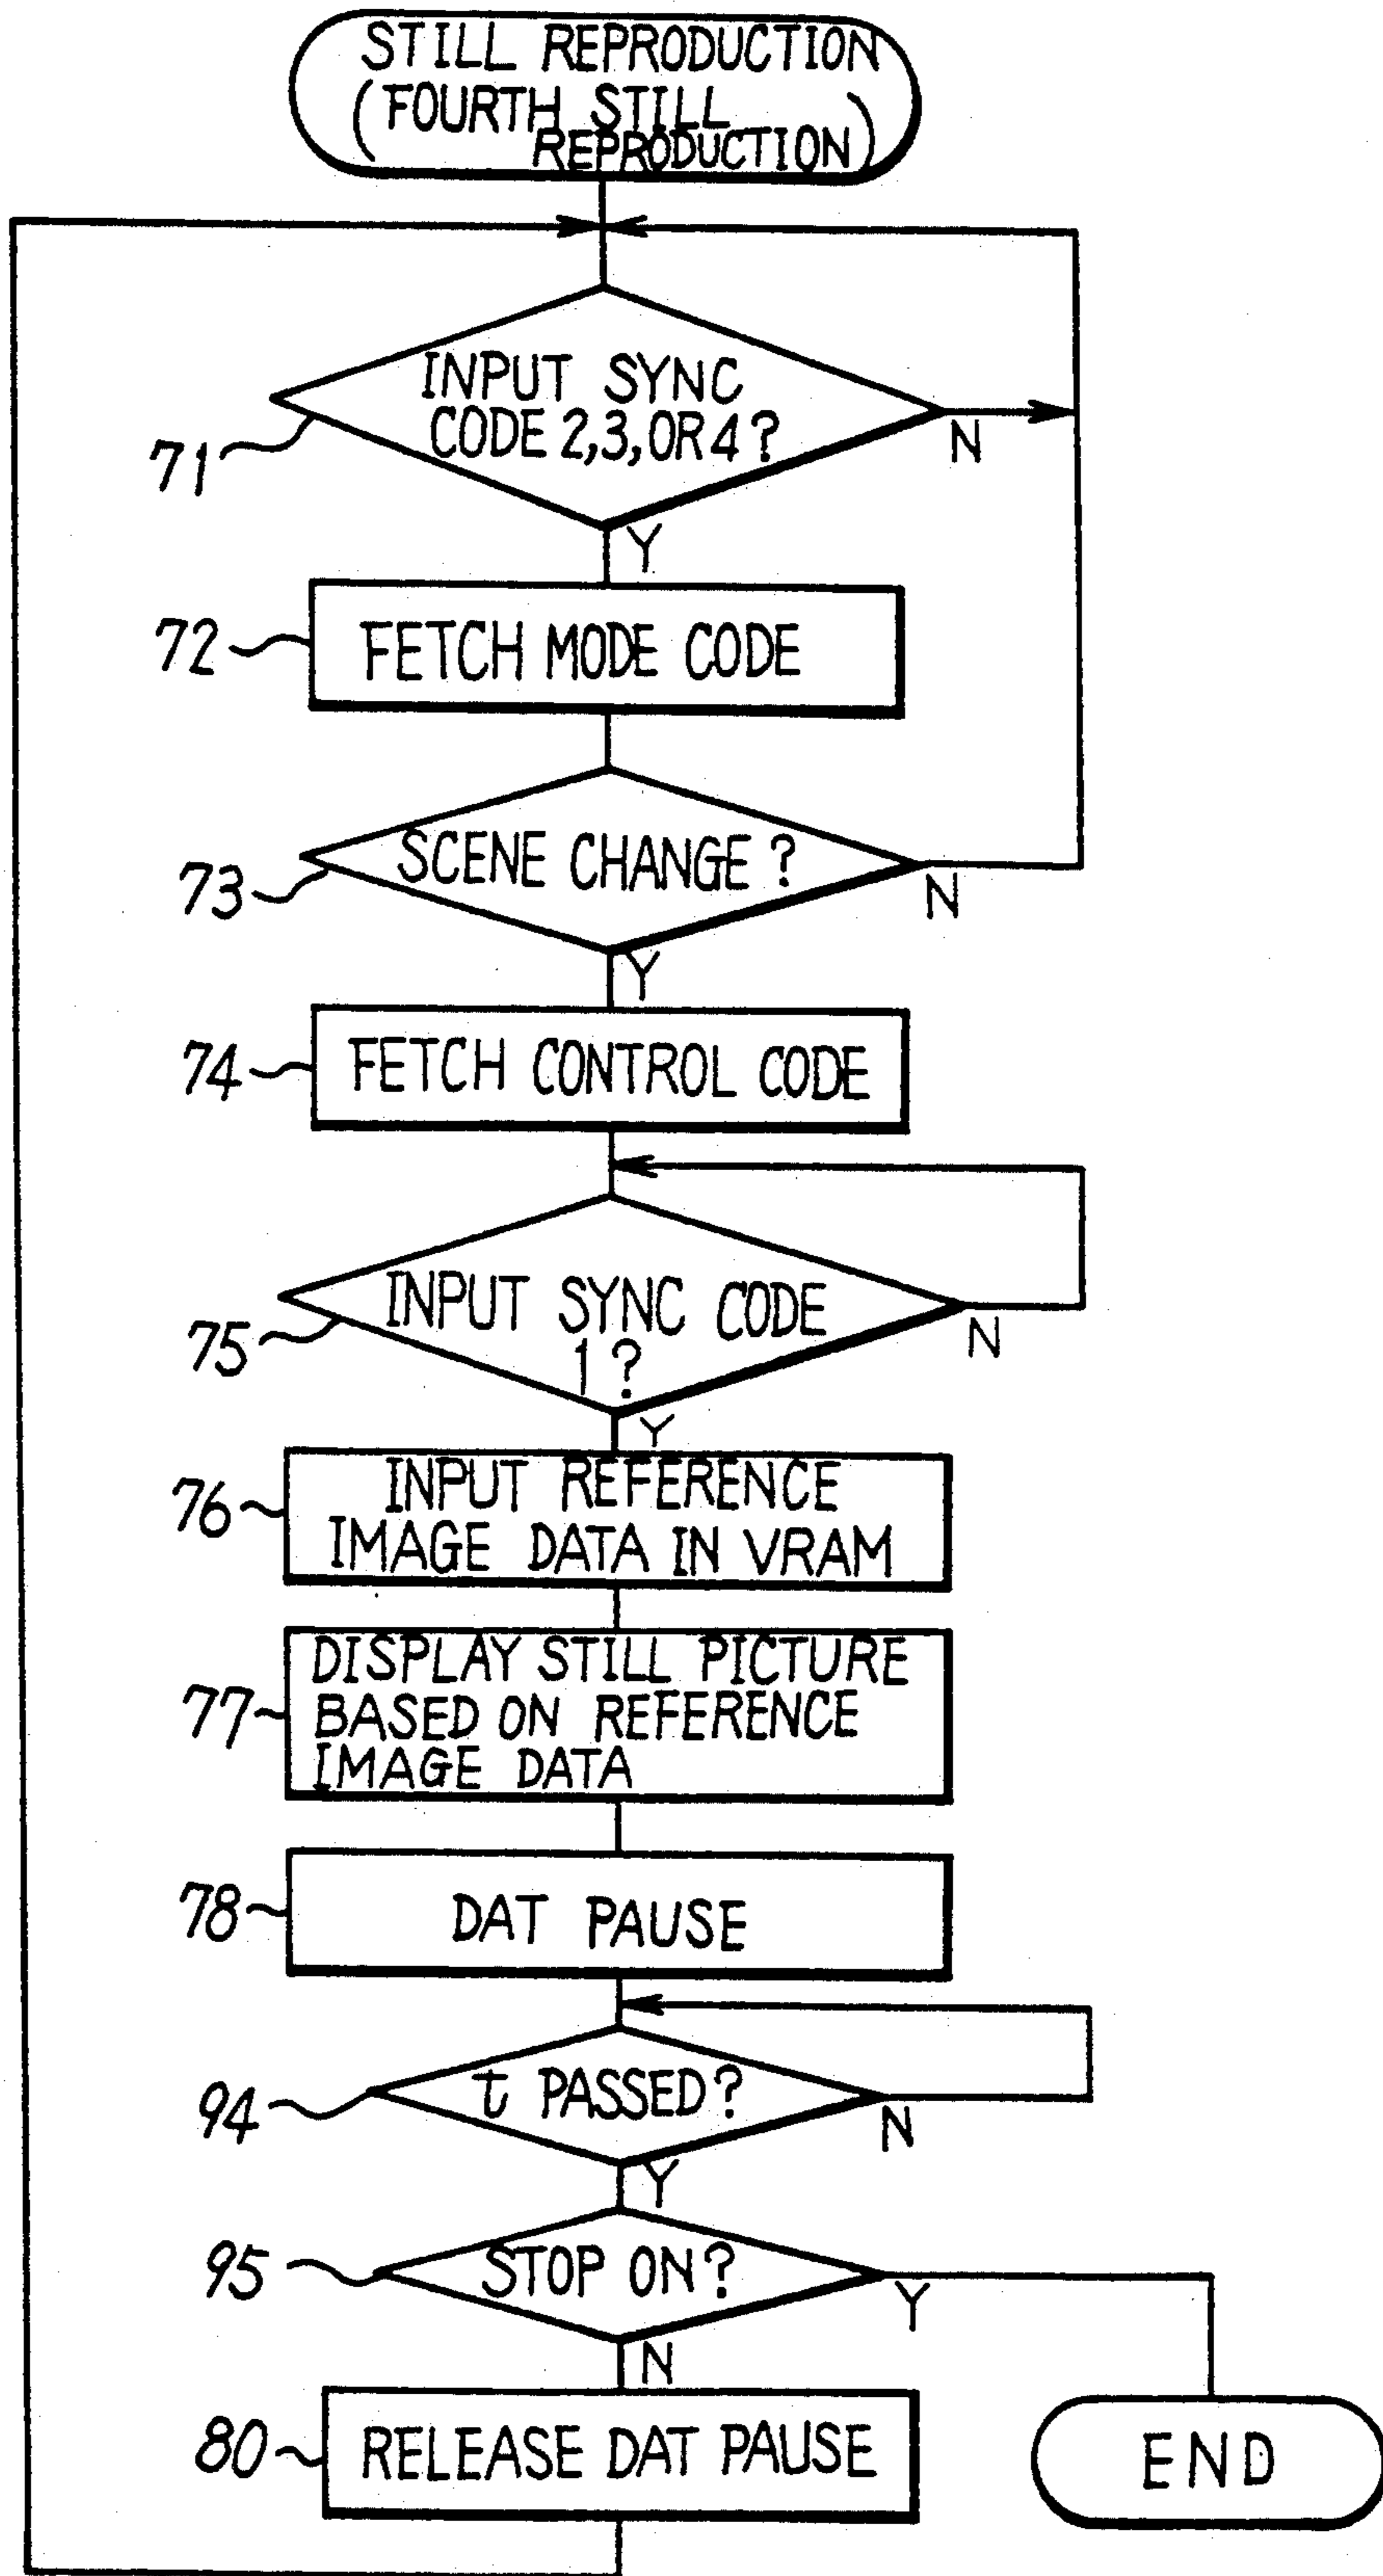 STILL REPRODUCTION
(FOURTH STILL
REPRODUCTION)
INPUT SYNC
CODE 2,3,OR 4?
71
N
Y
72
FETCH MODE CODE
SCENE CHANGE?
73
N
Y
74
FETCH CONTROL CODE
INPUT SYNC CODE
1?
75
N
Y
76
INPUT REFERENCE
IMAGE DATA IN VRAM
77
DISPLAY STILL PICTURE
BASED ON REFERENCE
IMAGE DATA
78
DAT PAUSE
94
t PASSED?
N
Y
95
STOP ON?
Y
N
80
RELEASE DAT PAUSE
END